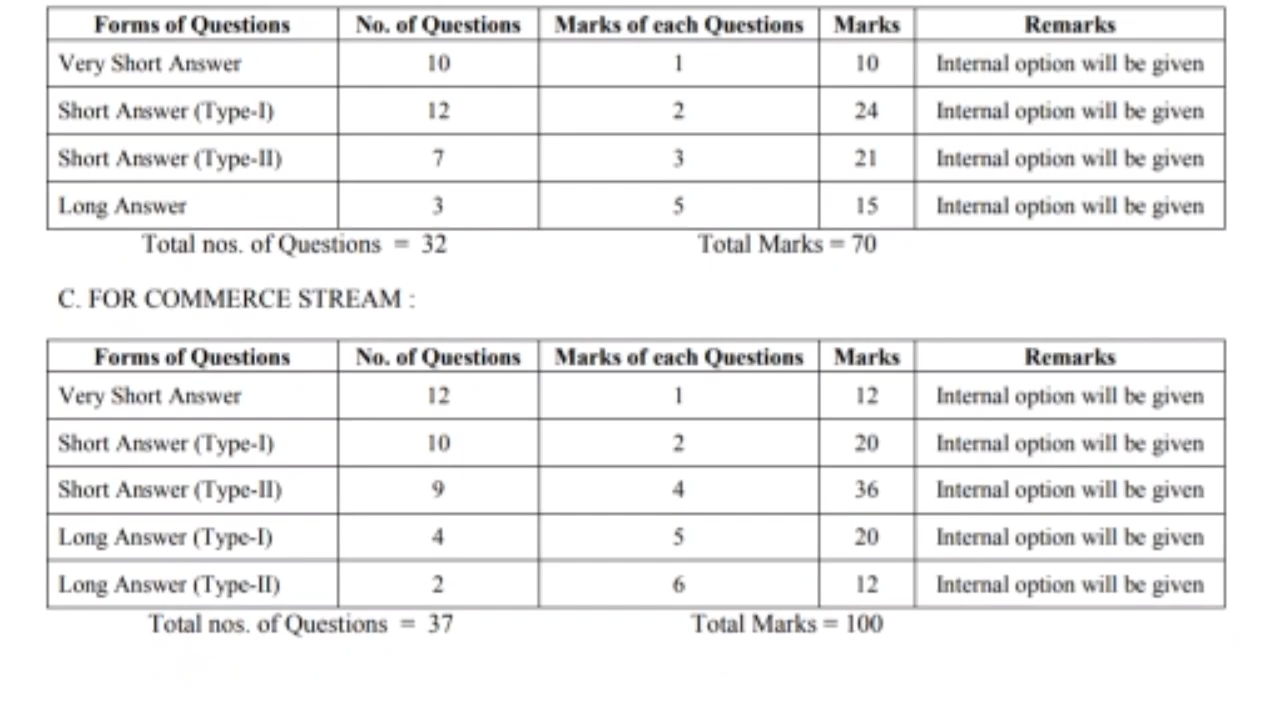 Forms of Questions No. of Questions Marks of each Questions Marks Remarks
Very Short Answer 10 1 10 Internal option will be given
Short Answer (Type-I) 12 2 24 Internal option will be given
Short Answer (Type-II) 7 3 21 Internal option will be given
Long Answer 3 5 15 Internal option will be given
Total nos. of Questions = 32 Total Marks = 70
C. FOR COMMERCE STREAM :
Forms of Questions No. of Questions Marks of each Questions Marks Remarks
Very Short Answer 12 1 12 Internal option will be given
Short Answer (Type-I) 10 2 20 Internal option will be given
Short Answer (Type-II) 9 4 36 Internal option will be given
Long Answer (Type-I) 4 5 20 Internal option will be given
Long Answer (Type-II) 2 6 12 Internal option will be given
Total nos. of Questions = 37 Total Marks = 100